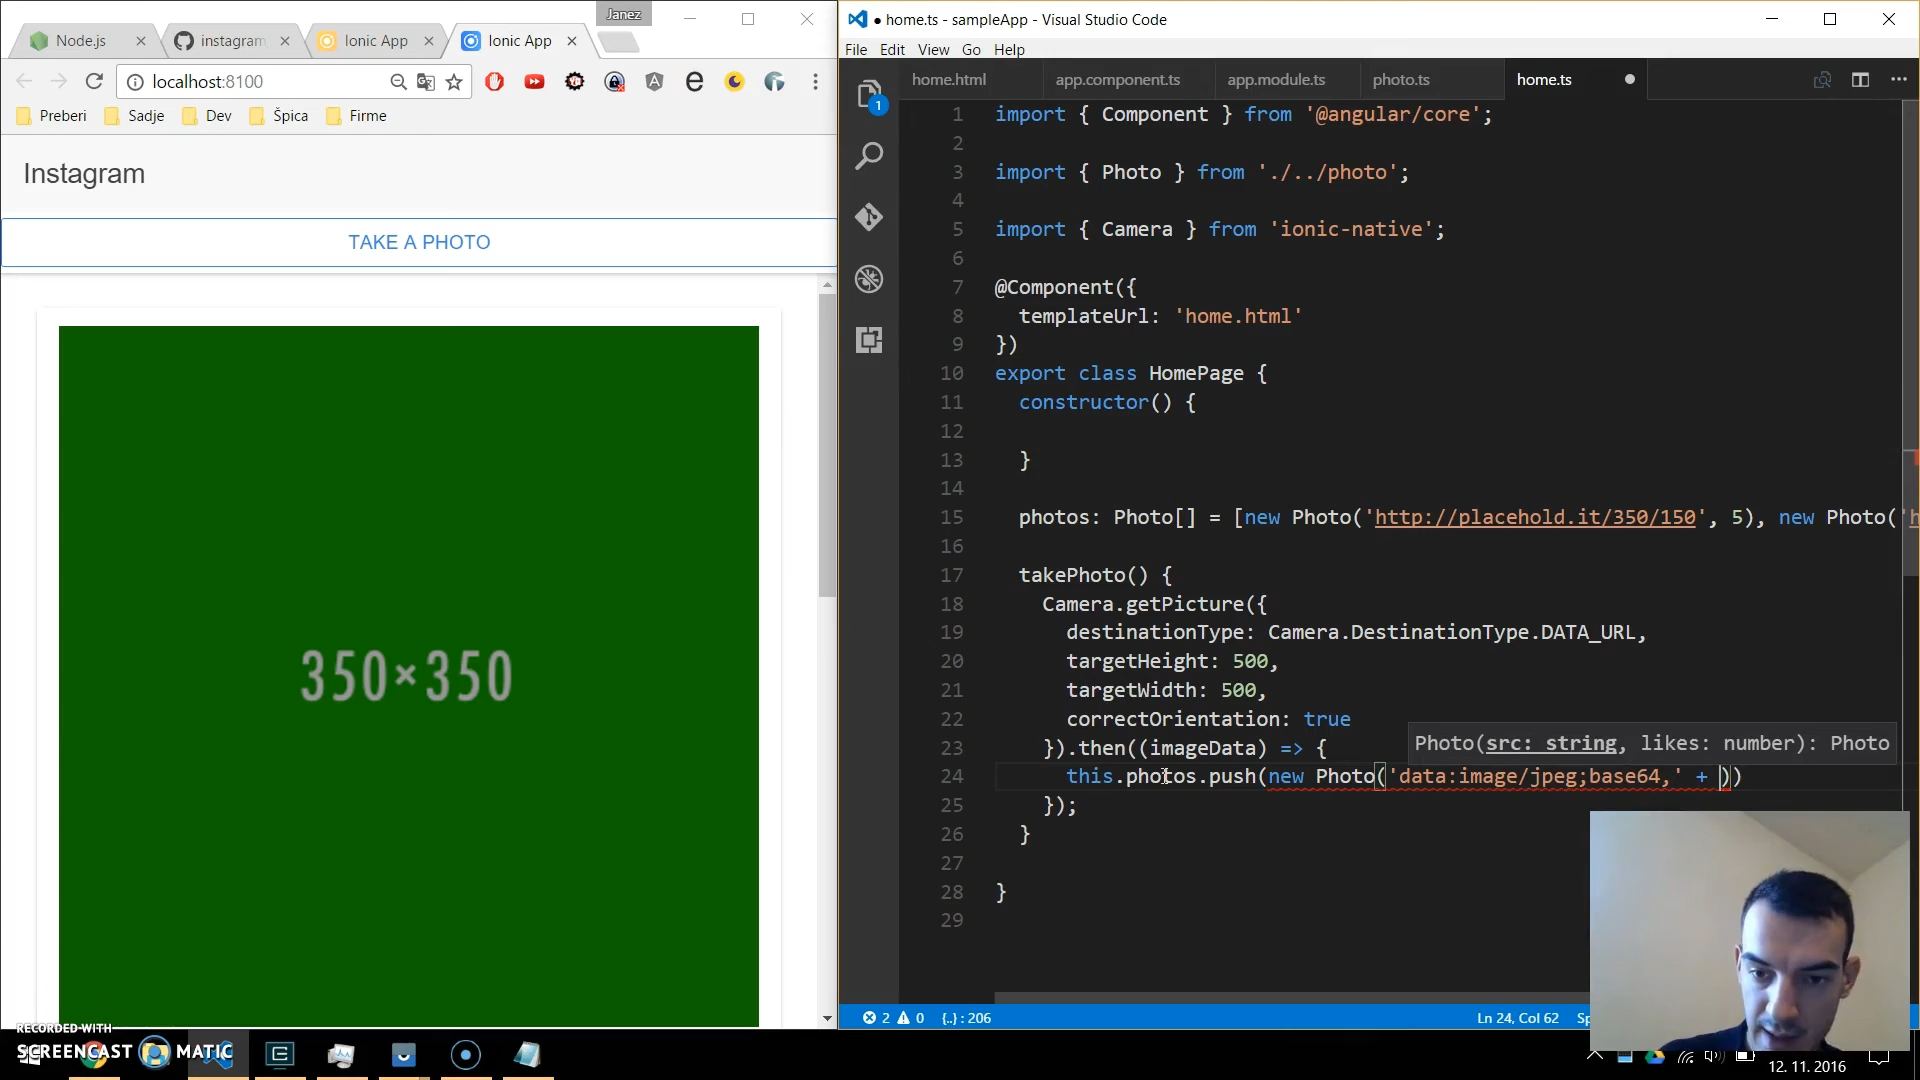 Janez
Node.js
instagram
Ionic App
Ionic App
localhost:8100
Preberi
Sadje
Dev
Špica
Firme
Instagram
TAKE A PHOTO
350×350
RECORDED WITH
SCREENCAST MATIC
● home.ts - sampleApp - Visual Studio Code
File Edit View Go Help
1
home.html
app.component.ts
app.module.ts
photo.ts
home.ts
1 import { Component } from '@angular/core';
2
3 import { Photo } from './../photo';
4
5 import { Camera } from 'ionic-native';
6
7 @Component({
8 templateUrl: 'home.html'
9 })
10 export class HomePage {
11 constructor() {
12
13 }
14
15 photos: Photo[] = [new Photo('http://placehold.it/350/150', 5), new Photo('h
16
17 takePhoto() {
18 Camera.getPicture({
19 destinationType: Camera.DestinationType.DATA_URL,
20 targetHeight: 500,
21 targetWidth: 500,
22 correctOrientation: true
23 }).then((imageData) => {
Photo(src: string, likes: number): Photo
24 this.photos.push(new Photo('data:image/jpeg;base64,' + ))
25 });
26 }
27
28 }
29
2 0 {..} : 206
Ln 24, Col 62 Sp
12. 11. 2016